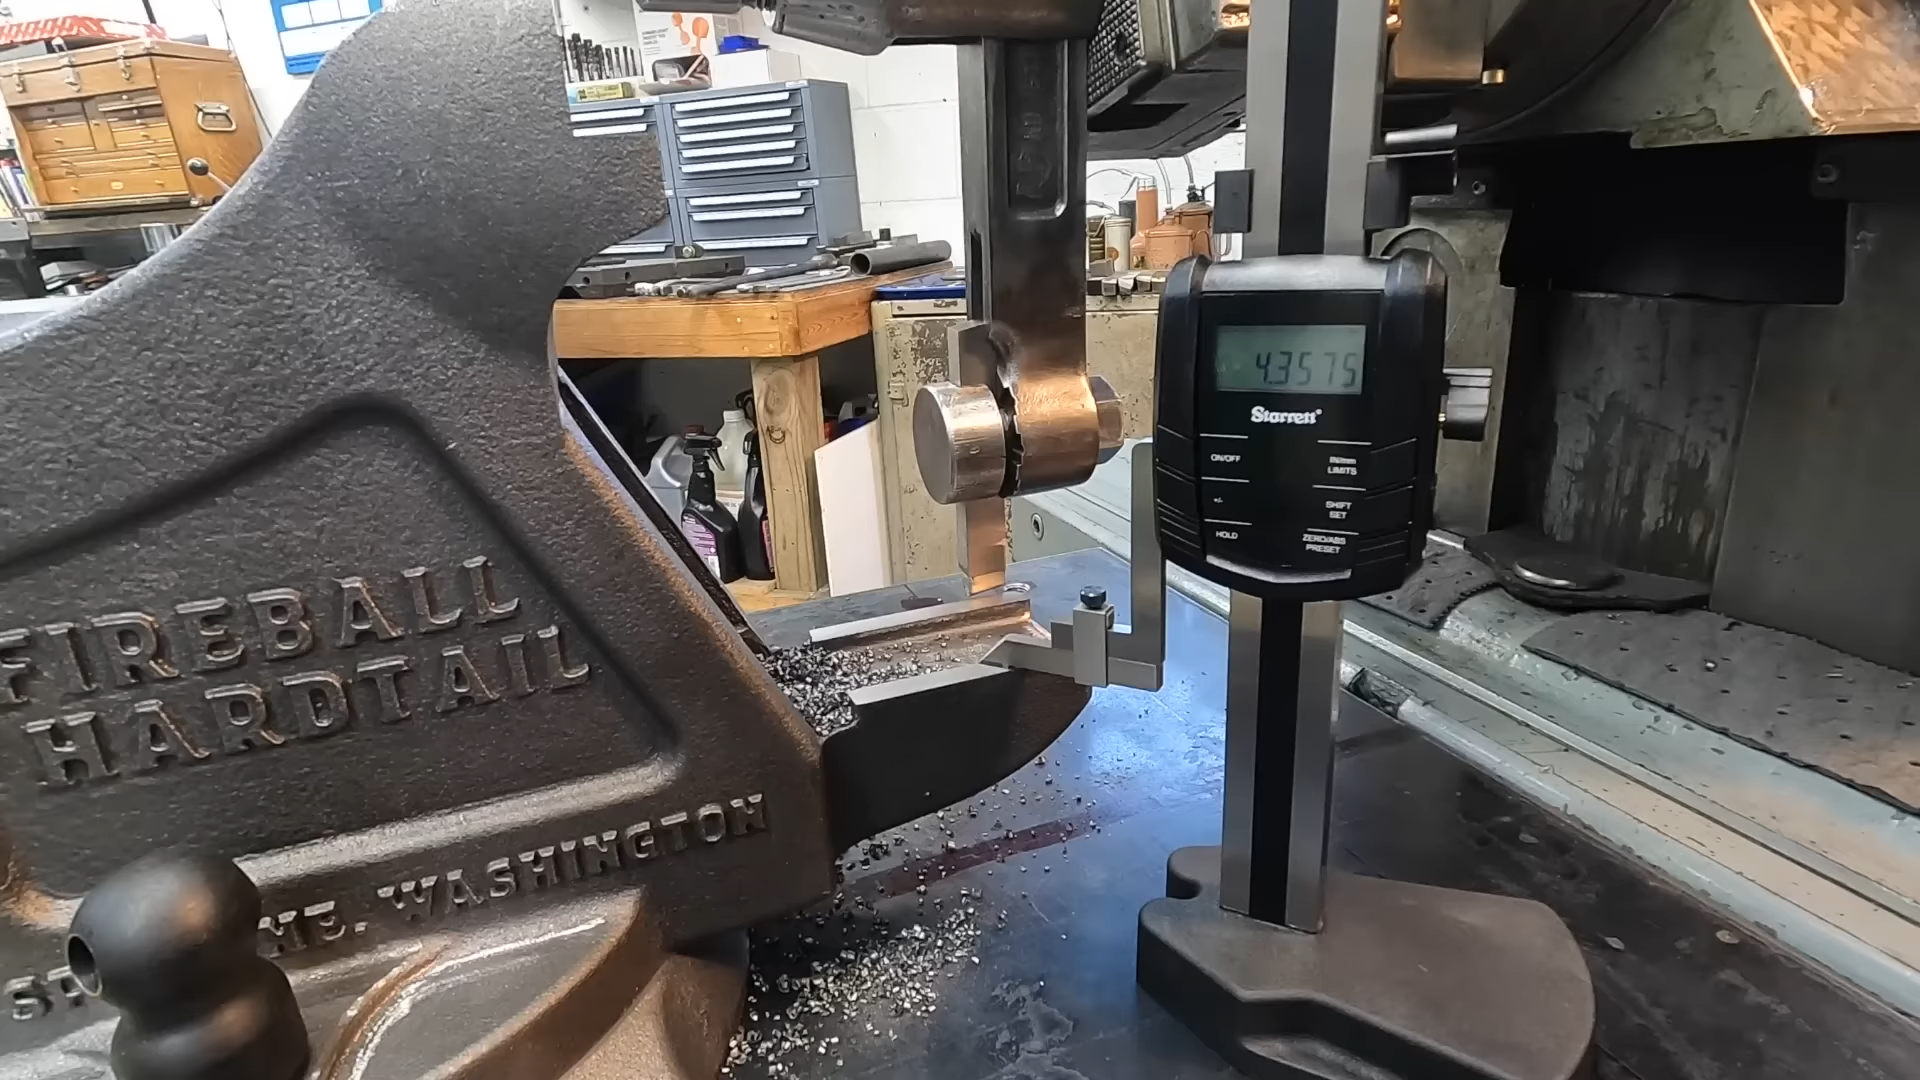 4.3575
Starrett
ON/OFF
IN/mm
LIMITS
+/-
SHIFT
SET
HOLD
ZERO/ABS
PRESET
FIREBALL
HARDTAIL
WASHINGTON